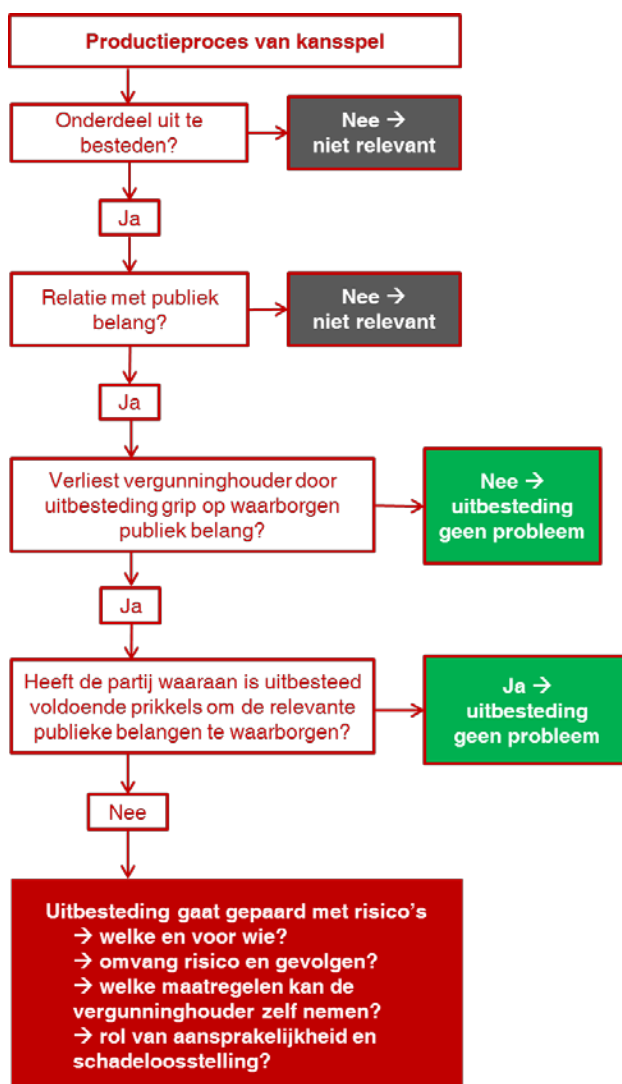 Productieproces van kansspel
Onderdeel uit te
besteden?
Nee →
niet relevant
Ja
Relatie met publiek
belang?
Nee →
niet relevant
Ja
Verliest vergunninghouder door
uitbesteding grip op waarborgen
publiek belang?
Nee →
uitbesteding
geen probleem
Ja
Heeft de partij waaraan is uitbesteed
voldoende prikkels om de relevante
publieke belangen te waarborgen?
Ja →
uitbesteding
geen probleem
Nee
Uitbesteding gaat gepaard met risico's
→ welke en voor wie?
→ omvang risico en gevolgen?
→ welke maatregelen kan de
vergunninghouder zelf nemen?
→ rol van aansprakelijkheid en
schadeloosstelling?